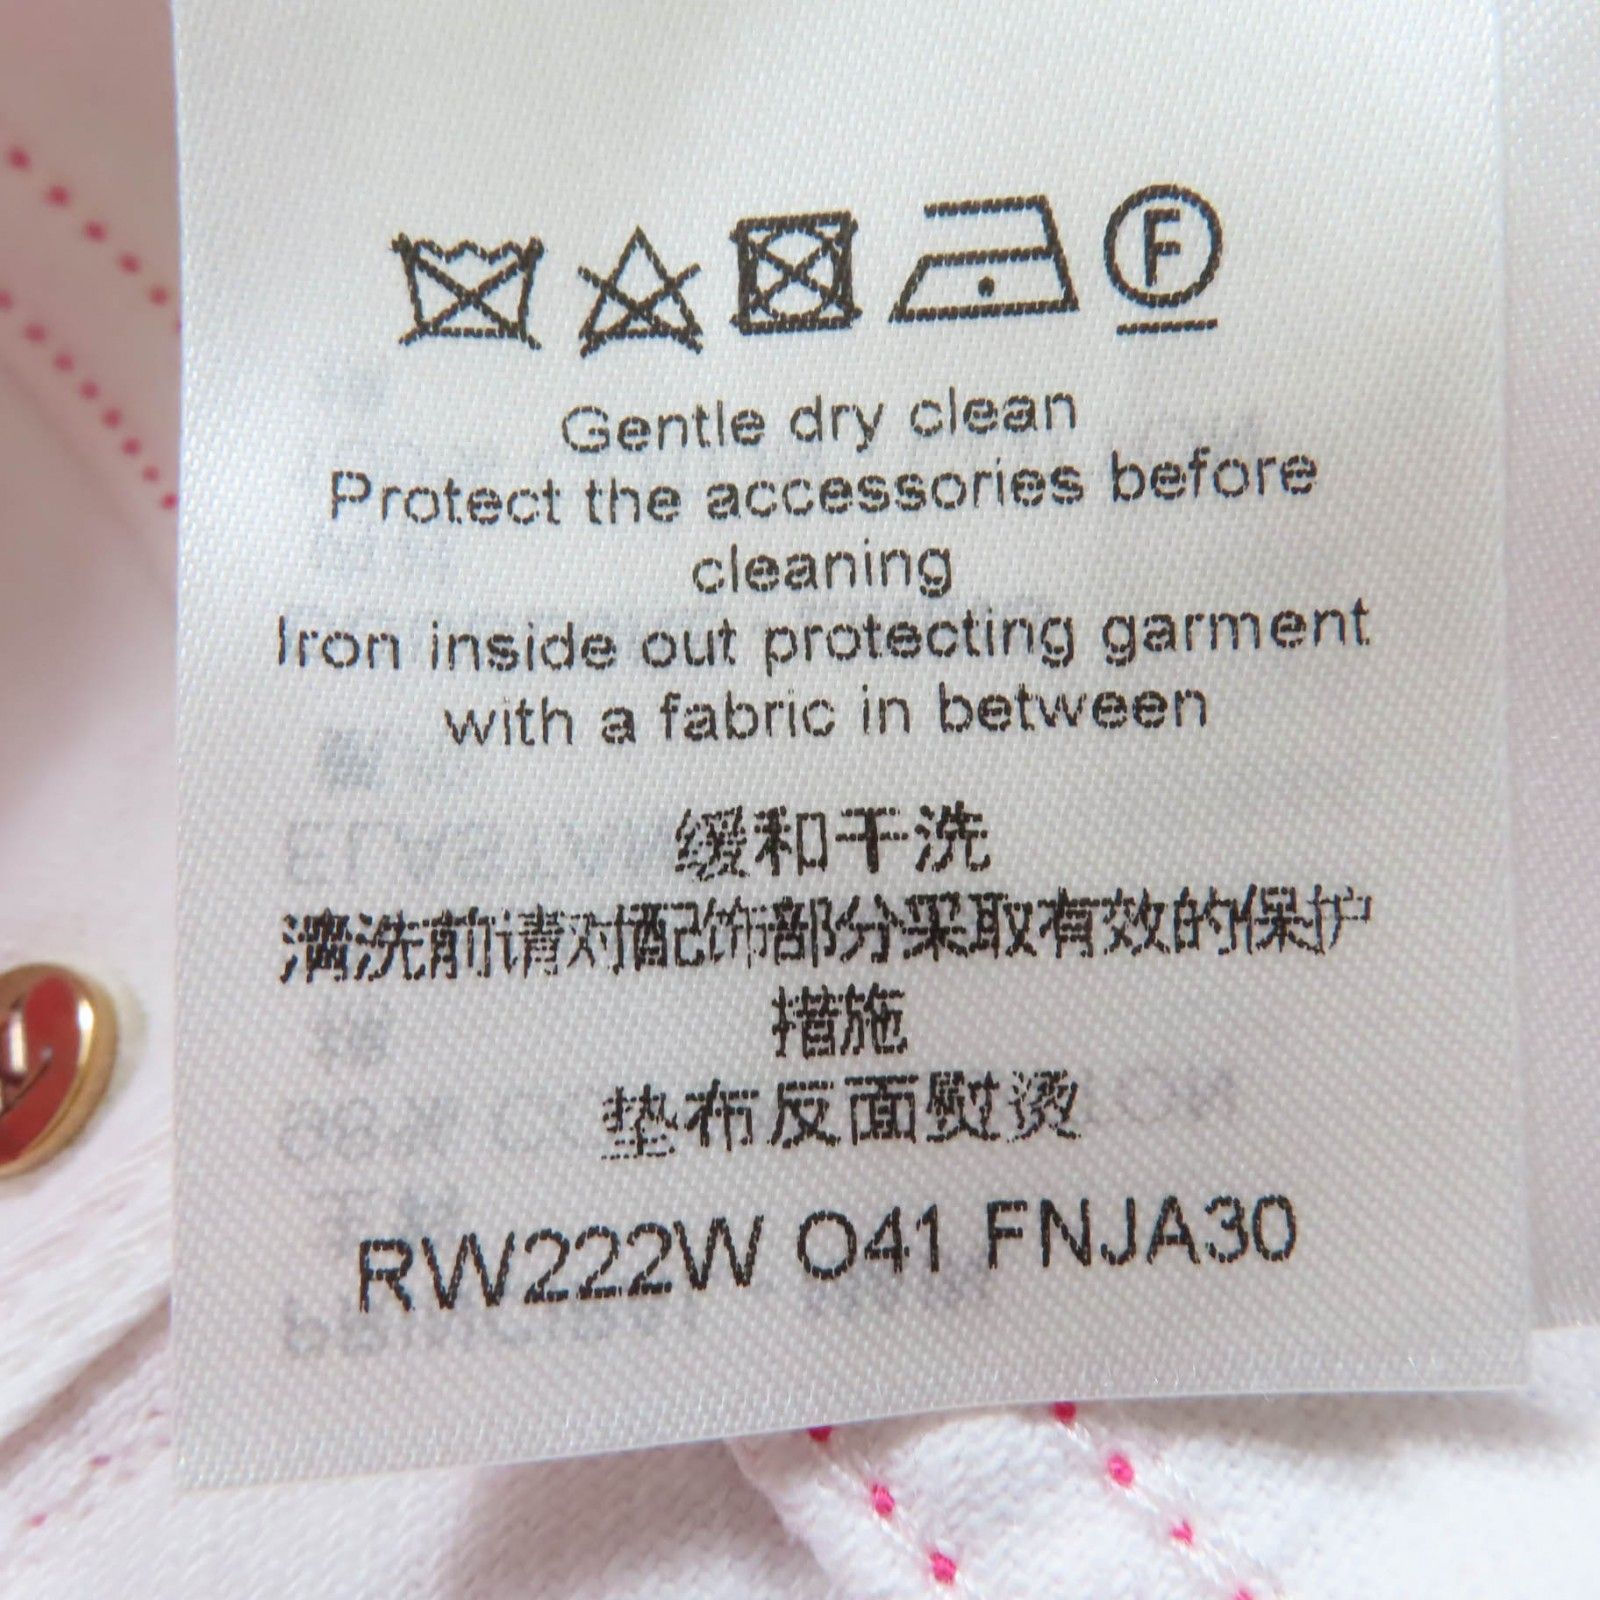 F
Gentle dry clean
Protect the accessories before
cleaning
Iron inside out protecting garment
with a fabric in between
缓和干洗
清洗前请对配饰部分采取有效的保护
措施
垫布反面熨烫
RW222W O41 FNJA30